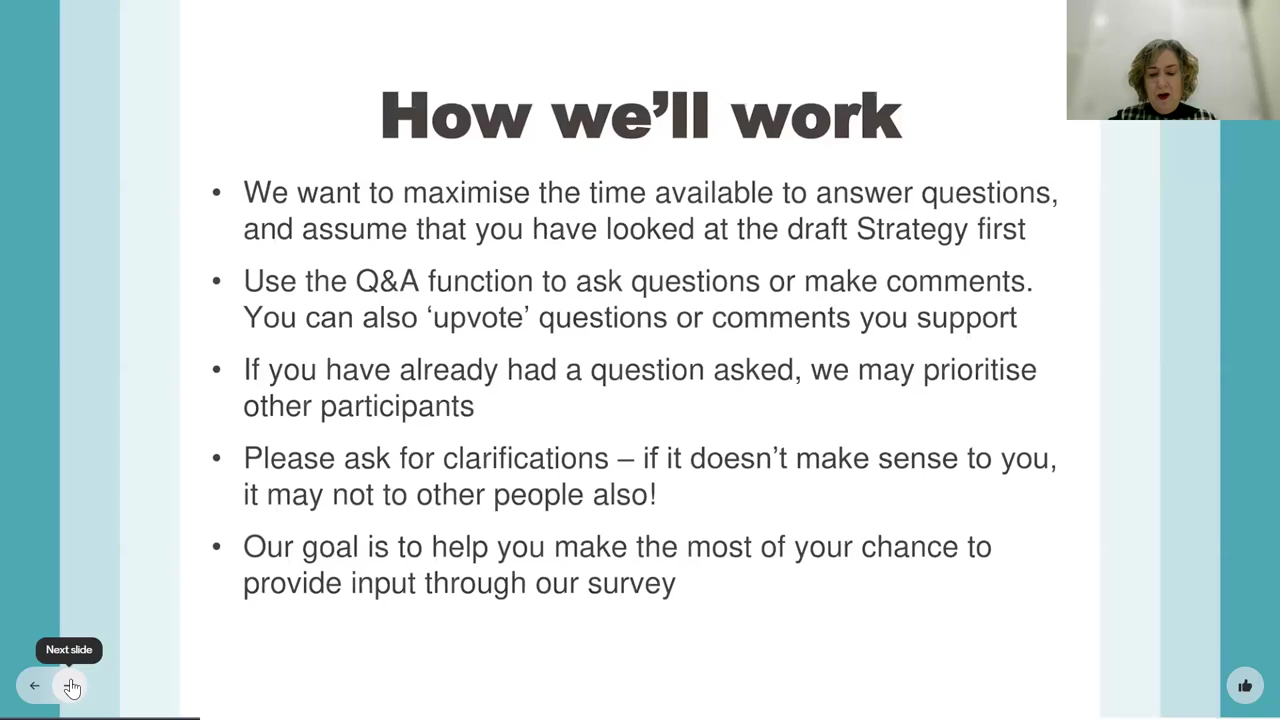 How we’ll work
• We want to maximise the time available to answer questions,
and assume that you have looked at the draft Strategy first
• Use the Q&A function to ask questions or make comments.
You can also ‘upvote’ questions or comments you support
• If you have already had a question asked, we may prioritise
other participants
• Please ask for clarifications – if it doesn’t make sense to you,
it may not to other people also!
• Our goal is to help you make the most of your chance to
provide input through our survey
Next slide